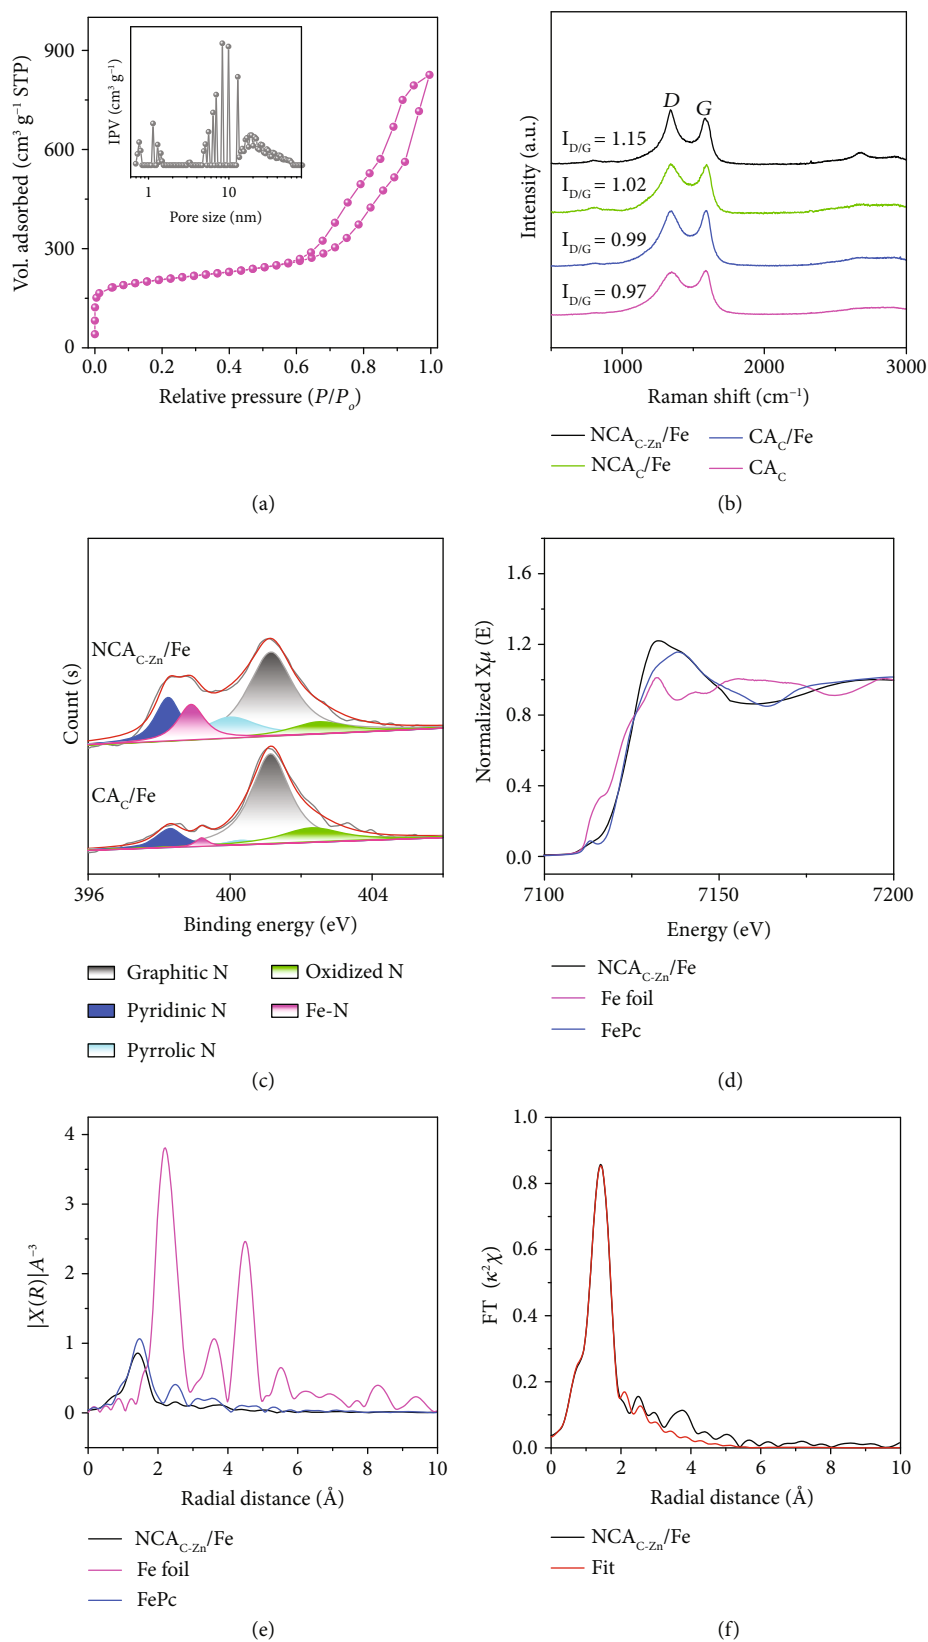 900
600
300
0
Vol. adsorbed (cm³ g⁻¹ STP)
IPV (cm³ g⁻¹)
1
10
Pore size (nm)
0.0
0.2
0.4
0.6
0.8
1.0
Relative pressure (P/Pₒ)
(a)
Intensity (a.u.)
D
G
I_D/G = 1.15
I_D/G = 1.02
I_D/G = 0.99
I_D/G = 0.97
1000
2000
3000
Raman shift (cm⁻¹)
NCA_C-Zn/Fe
CA_C/Fe
NCA_C/Fe
CA_C
(b)
Count (s)
NCA_C-Zn/Fe
CA_C/Fe
396
400
404
Binding energy (eV)
Graphitic N
Oxidized N
Pyridinic N
Fe-N
Pyrrolic N
(c)
1.6
1.2
0.8
0.4
0.0
Normalized Xμ (E)
7100
7150
7200
Energy (eV)
NCA_C-Zn/Fe
Fe foil
FePc
(d)
4
3
2
1
0
|X(R)|A⁻³
0
2
4
6
8
10
Radial distance (Å)
NCA_C-Zn/Fe
Fe foil
FePc
(e)
1.0
0.8
0.6
0.4
0.2
0.0
FT (κ²χ)
0
2
4
6
8
10
Radial distance (Å)
NCA_C-Zn/Fe
Fit
(f)